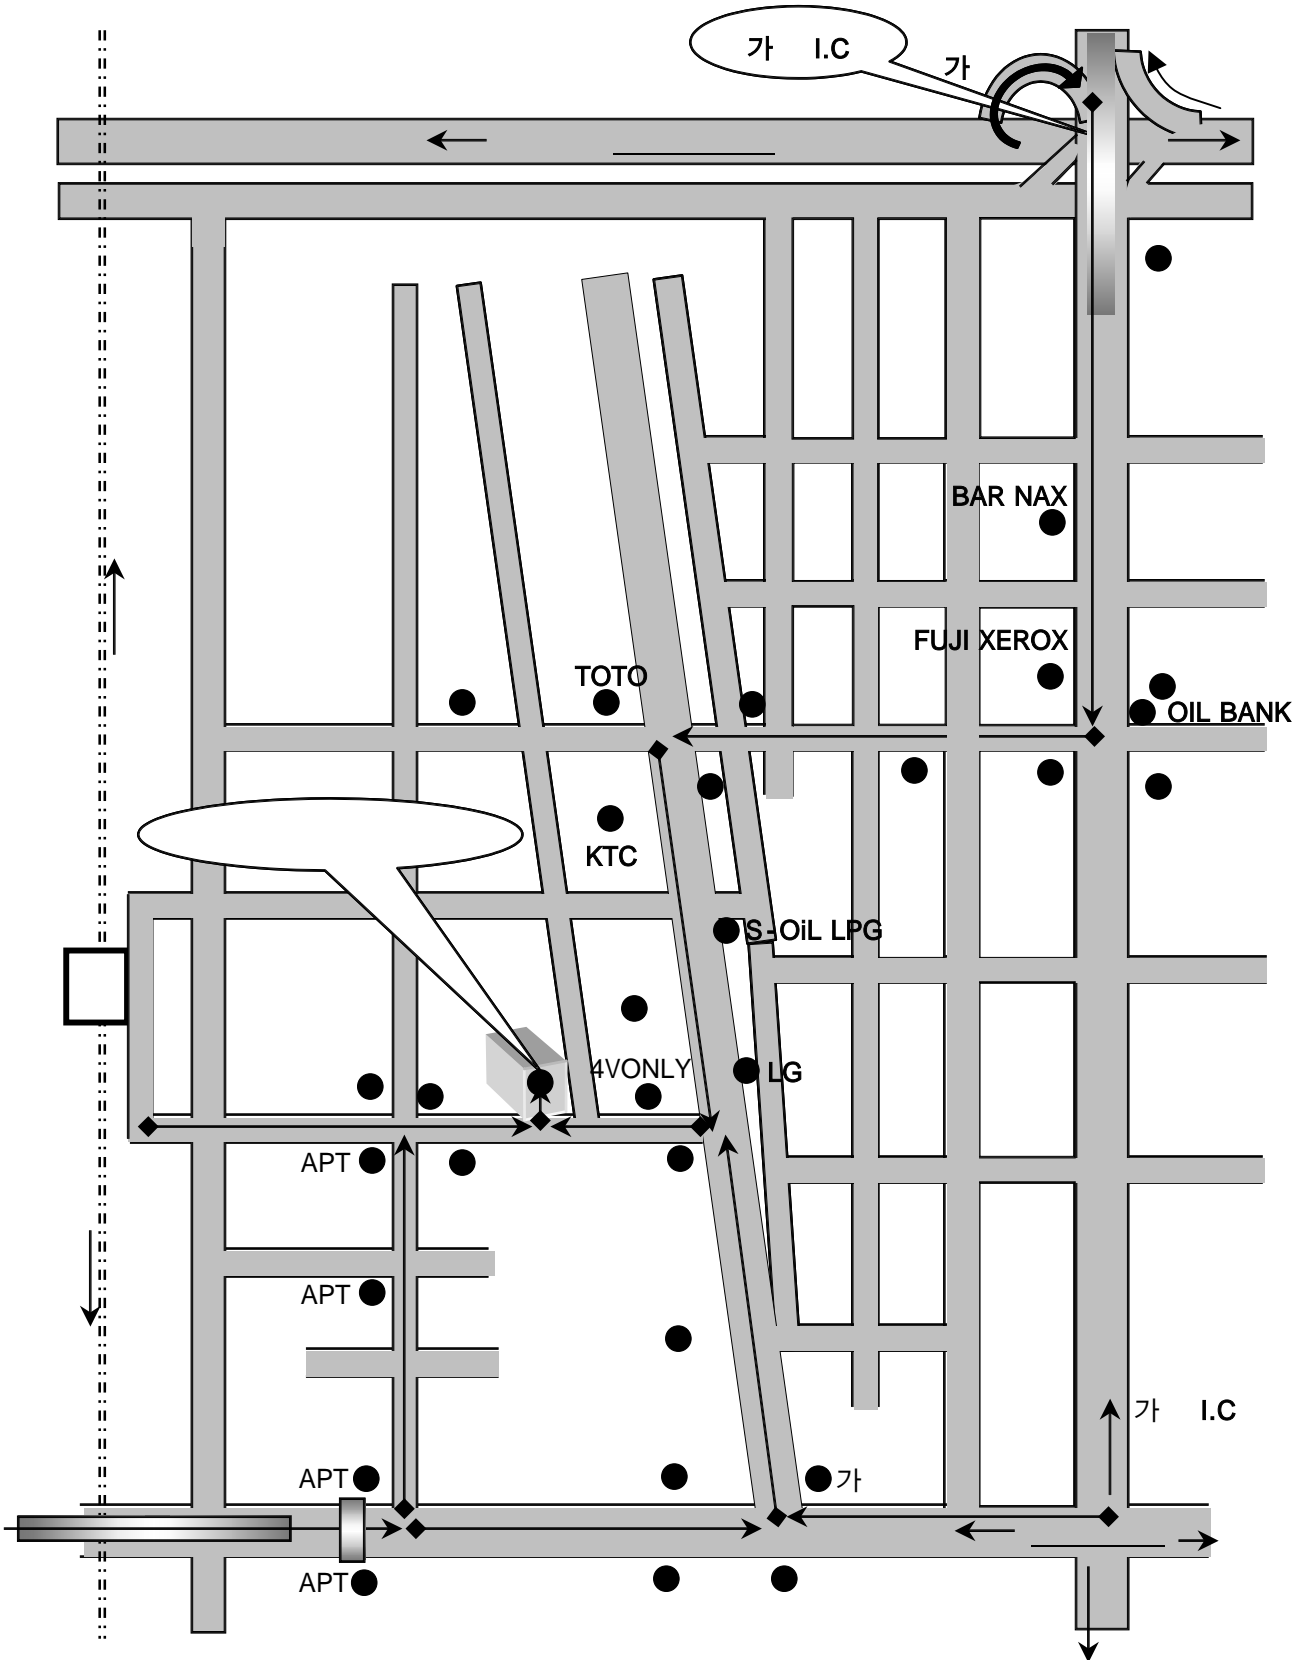 가 I.C
가
BAR NAX
FUJI XEROX
TOTO
OIL BANK
KTC
S-OiL LPG
4VONLY
LG
APT
APT
가 I.C
APT
가
APT